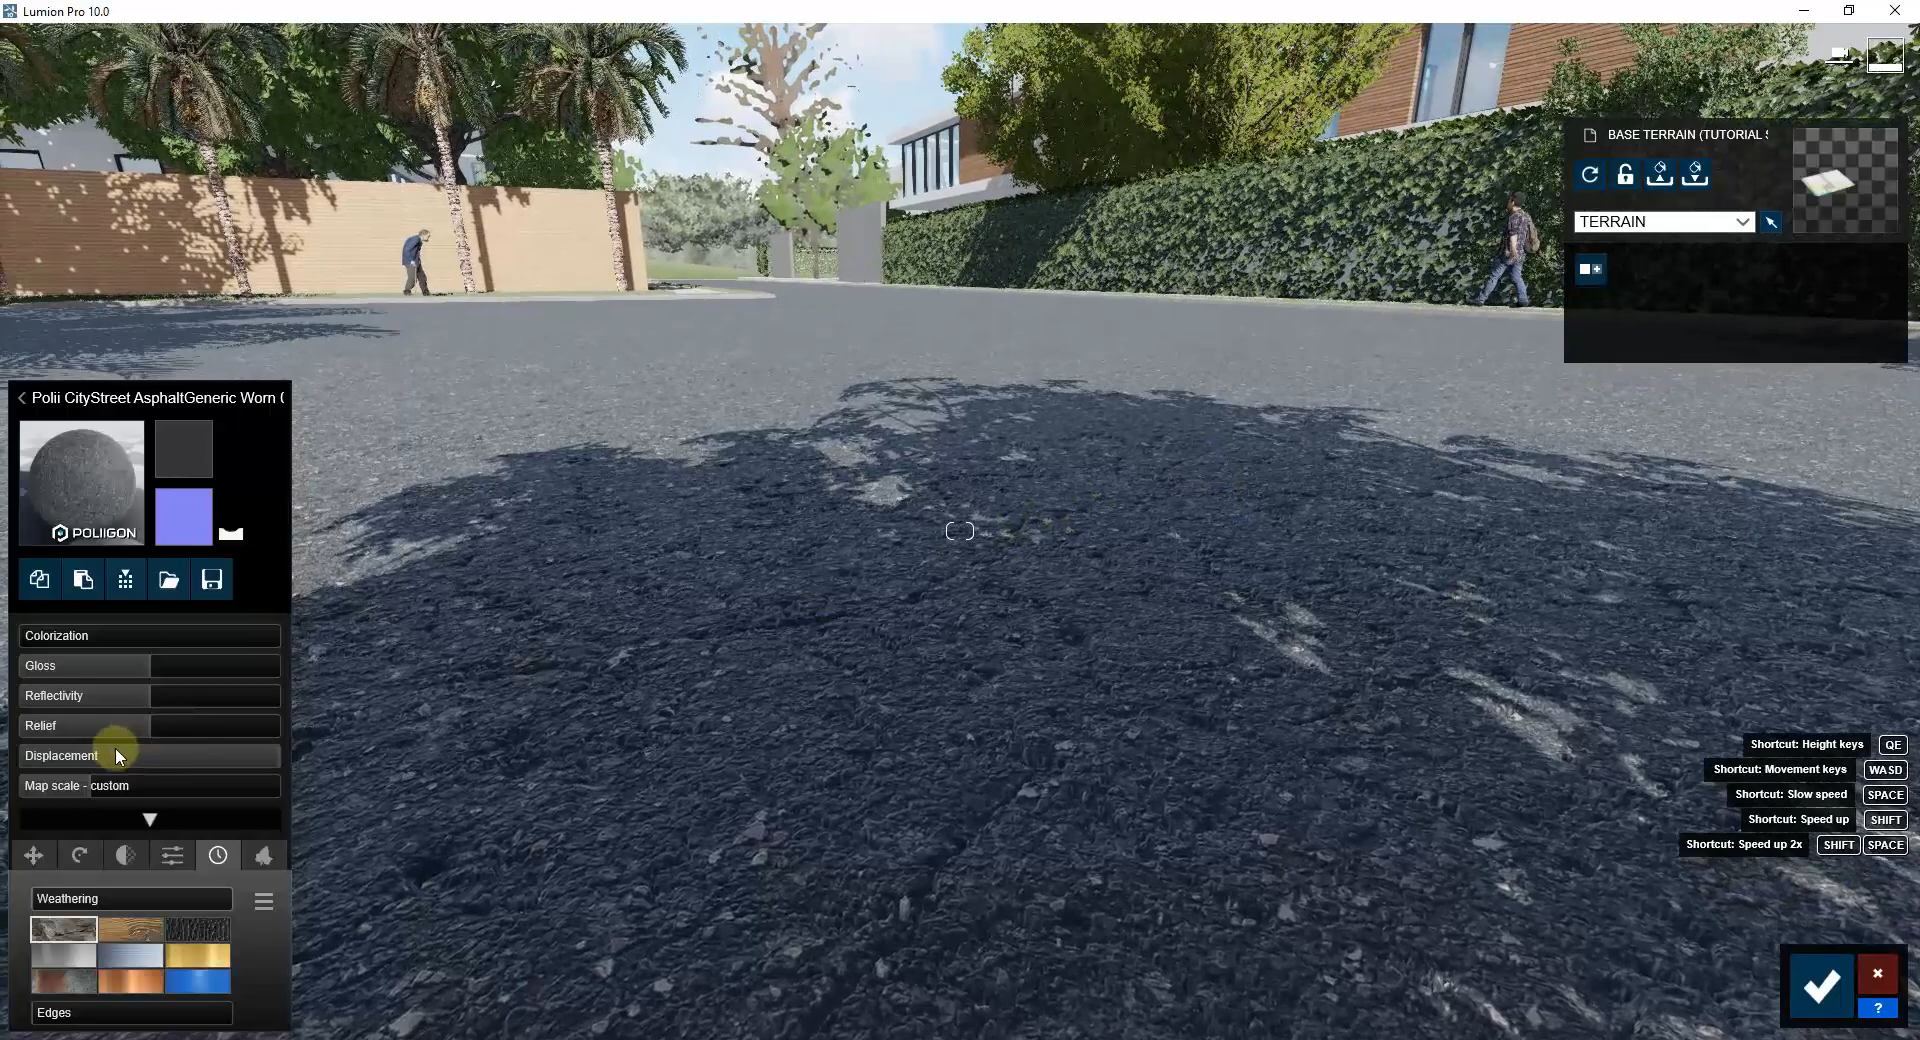 Lumion Pro 10.0
BASE TERRAIN (TUTORIAL S
TERRAIN
Polii CityStreet AsphaltGeneric Worn (
POLIIGON
Colorization
Gloss
Reflectivity
Relief
Displacement
Map scale - custom
Weathering
Edges
Shortcut: Height keys QE
Shortcut: Movement keys WASD
Shortcut: Slow speed SPACE
Shortcut: Speed up SHIFT
Shortcut: Speed up 2x SHIFT SPACE
?